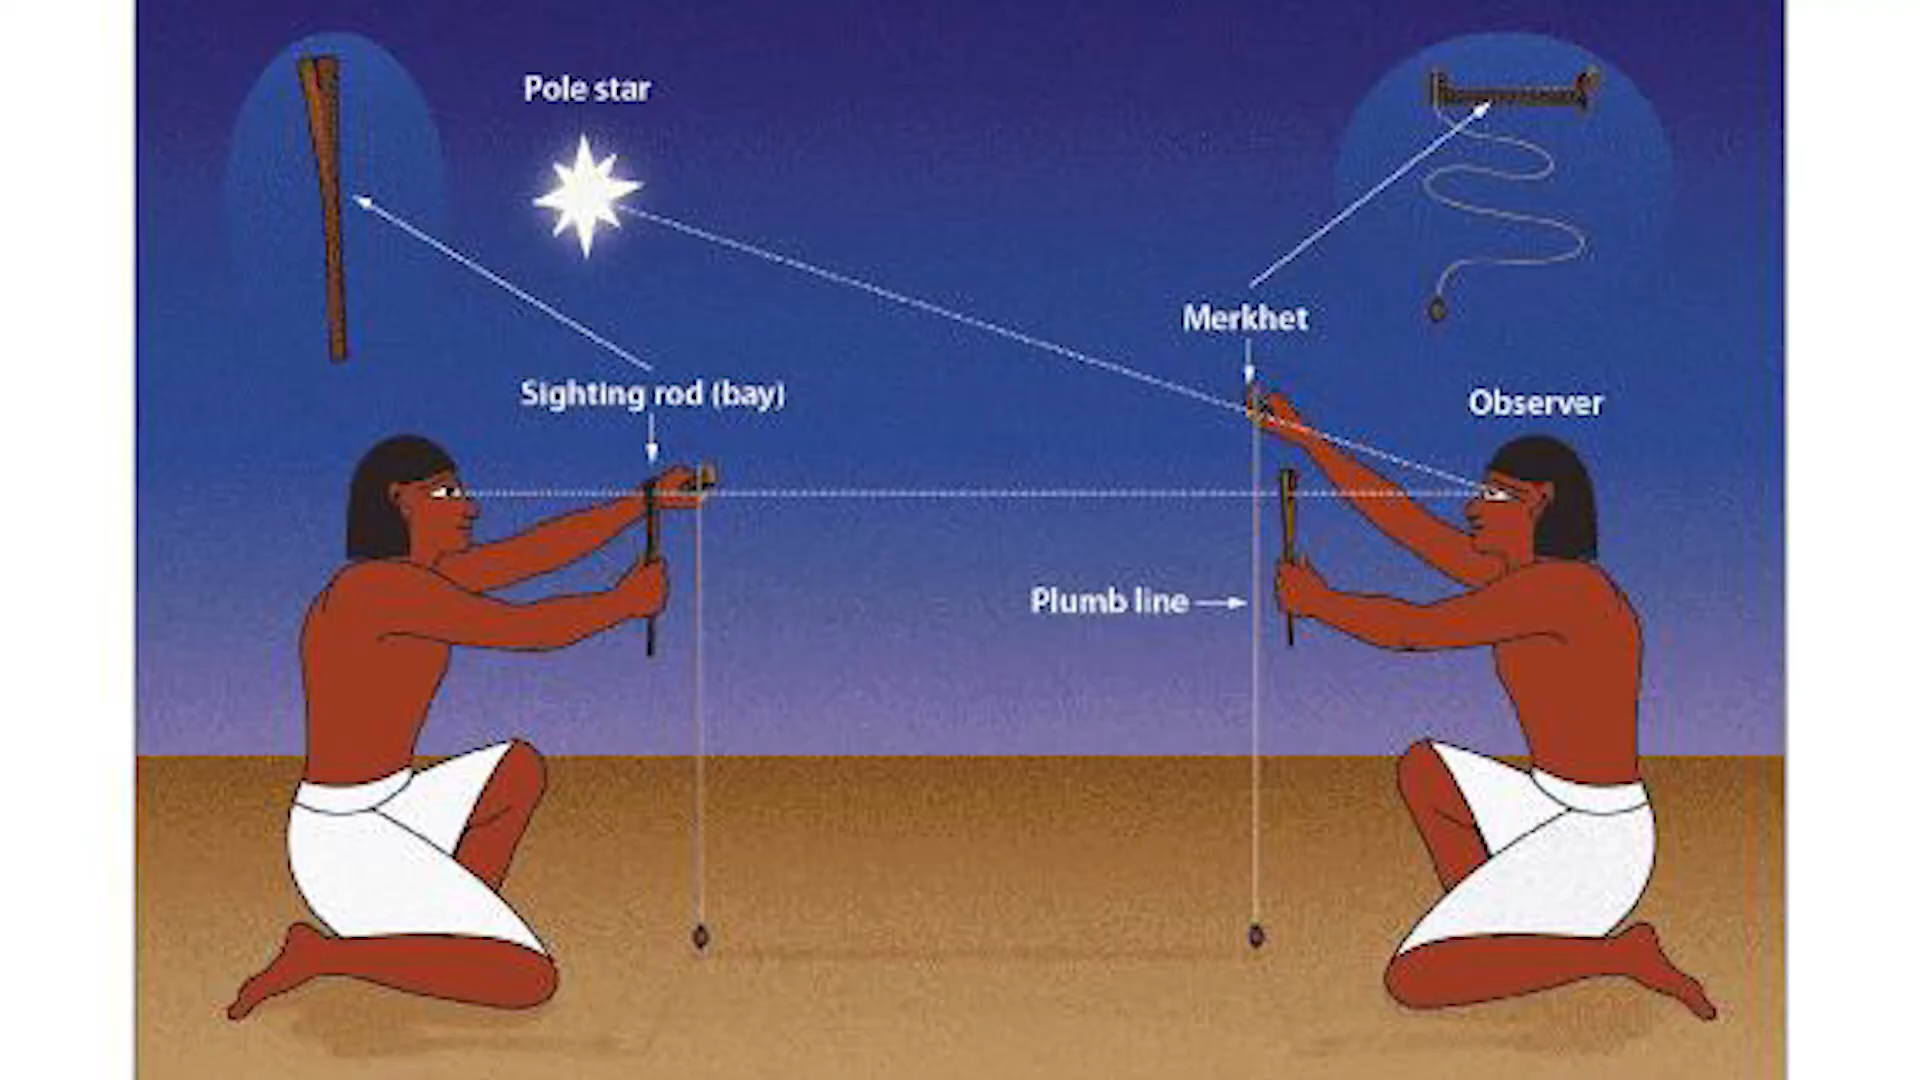 Pole star
Merkhet
Sighting rod (bay)
Observer
Plumb line